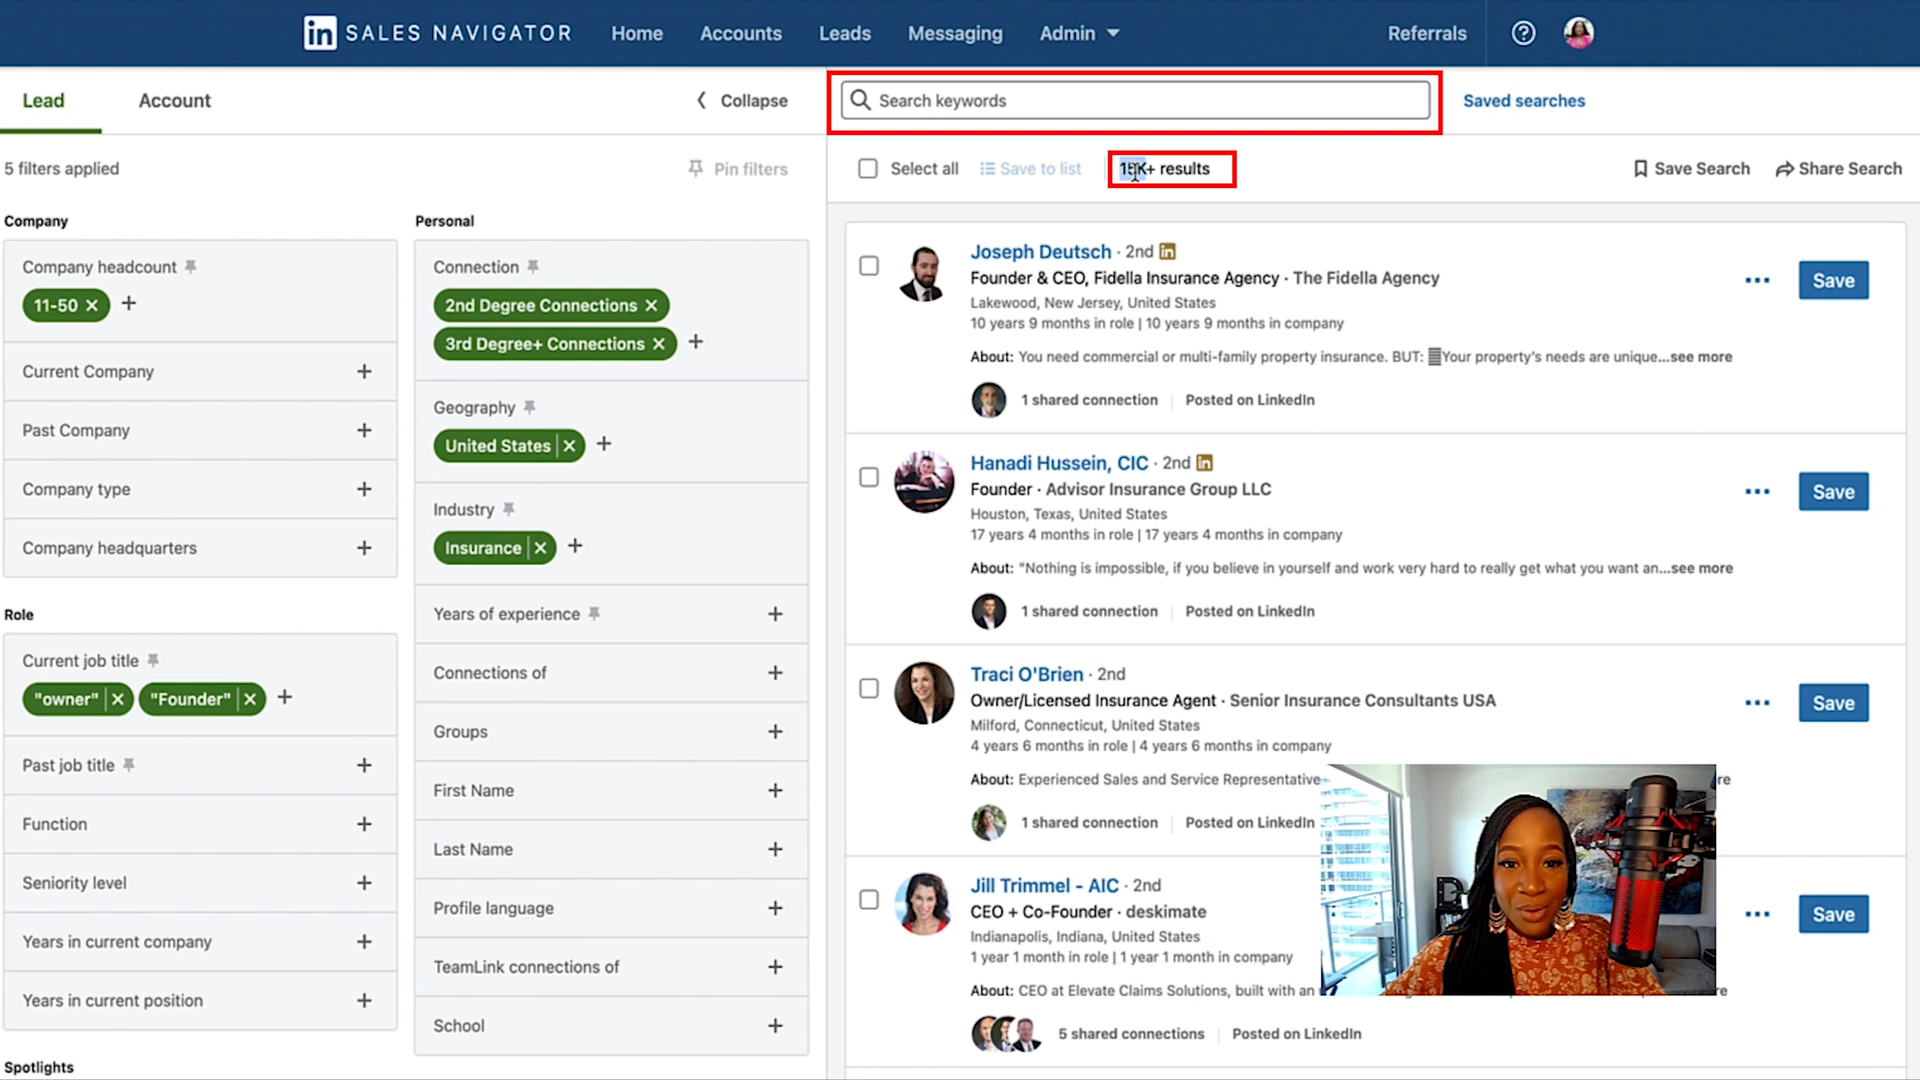 in SALES NAVIGATOR Home Accounts Leads Messaging Admin Referrals ?
Lead Account Collapse
Search keywords Saved searches
5 filters applied Pin filters
Select all Save to list 15K+ results Save Search Share Search
Company
Company headcount
11-50
Current Company
Past Company
Company type
Company headquarters
Role
Current job title
"owner" "Founder"
Past job title
Function
Seniority level
Years in current company
Years in current position
Spotlights
Personal
Connection
2nd Degree Connections
3rd Degree+ Connections
Geography
United States
Industry
Insurance
Years of experience
Connections of
Groups
First Name
Last Name
Profile language
TeamLink connections of
School
Joseph Deutsch · 2nd in
Founder & CEO, Fidella Insurance Agency · The Fidella Agency
Lakewood, New Jersey, United States
10 years 9 months in role | 10 years 9 months in company
About: You need commercial or multi-family property insurance. BUT: Your property's needs are unique...see more
1 shared connection Posted on LinkedIn
Save
Hanadi Hussein, CIC · 2nd in
Founder · Advisor Insurance Group LLC
Houston, Texas, United States
17 years 4 months in role | 17 years 4 months in company
About: "Nothing is impossible, if you believe in yourself and work very hard to really get what you want an...see more
1 shared connection Posted on LinkedIn
Save
Traci O'Brien · 2nd
Owner/Licensed Insurance Agent · Senior Insurance Consultants USA
Milford, Connecticut, United States
4 years 6 months in role | 4 years 6 months in company
About: Experienced Sales and Service Representative
1 shared connection Posted on LinkedIn
Save
Jill Trimmel - AIC · 2nd
CEO + Co-Founder · deskimate
Indianapolis, Indiana, United States
1 year 1 month in role | 1 year 1 month in company
About: CEO at Elevate Claims Solutions, built with an
5 shared connections Posted on LinkedIn
Save